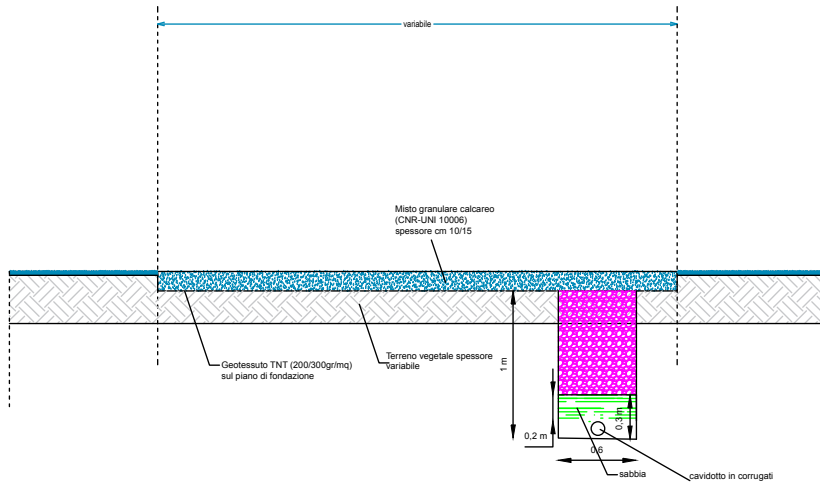 variabile
Misto granulare calcareo
(CNR-UNI 10006)
spessore cm 10/15
Geotessuto TNT (200/300gr/mq)
sul piano di fondazione
Terreno vegetale spessore
variabile
1 m
0,3 m
0,2 m
0,6
sabbia
cavidotto in corrugati